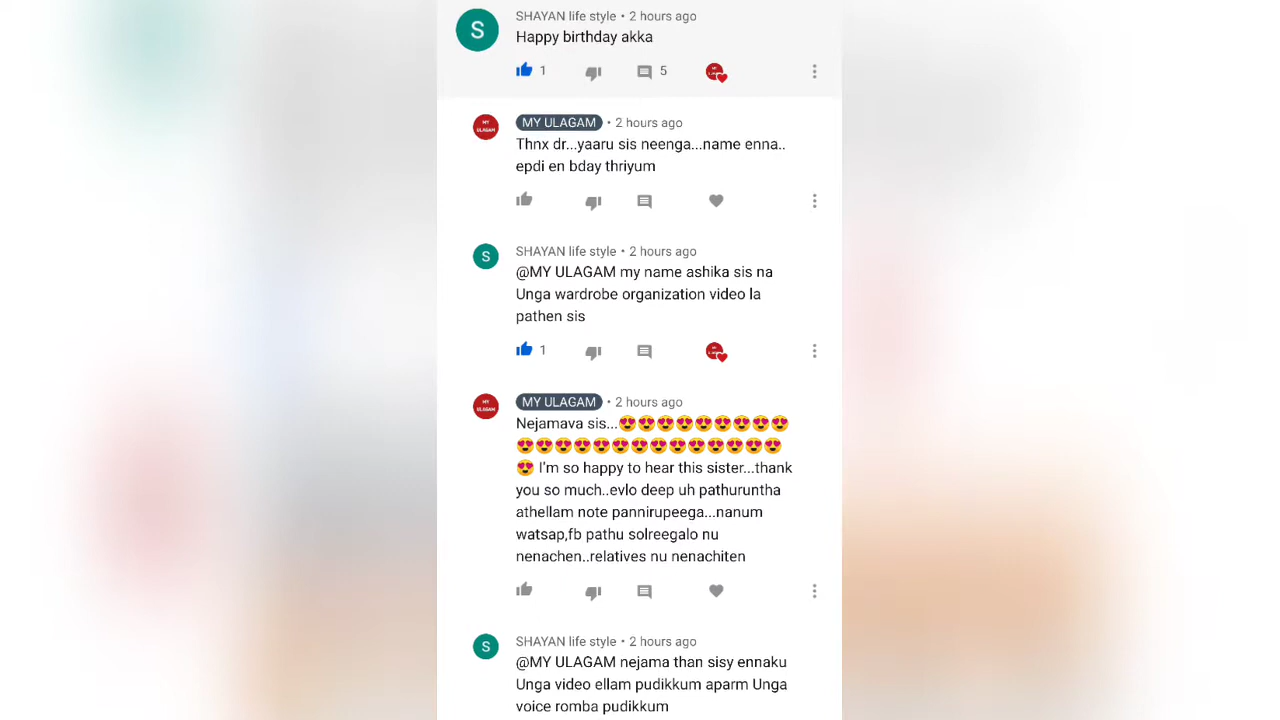 S
SHAYAN life style • 2 hours ago
Happy birthday akka
1
5
MY ULAGAM
MY ULAGAM • 2 hours ago
Thnx dr...yaaru sis neenga...name enna..
epdi en bday thriyum
S
SHAYAN life style • 2 hours ago
@MY ULAGAM my name ashika sis na
Unga wardrobe organization video la
pathen sis
1
MY ULAGAM
MY ULAGAM • 2 hours ago
Nejamava sis...😍😍😍😍😍😍😍😍😍
😍😍😍😍😍😍😍😍😍😍😍😍😍😍
😍 I'm so happy to hear this sister...thank
you so much..evlo deep uh pathuruntha
athellam note pannirupeega...nanum
watsap,fb pathu solreegalo nu
nenachen..relatives nu nenachiten
S
SHAYAN life style • 2 hours ago
@MY ULAGAM nejama than sisy ennaku
Unga video ellam pudikkum aparm Unga
voice romba pudikkum